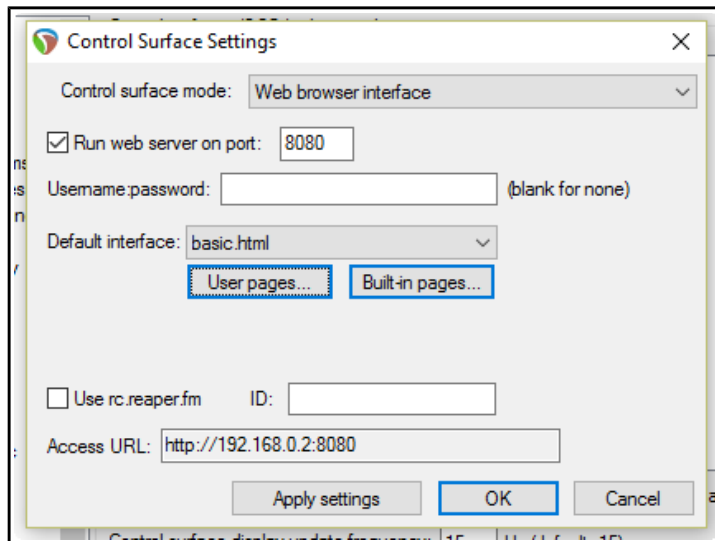 Control Surface Settings
Control surface mode: Web browser interface
Run web server on port: 8080
Username:password: (blank for none)
Default interface: basic.html
User pages... Built-in pages...
Use rc.reaper.fm ID:
Access URL: http://192.168.0.2:8080
Apply settings OK Cancel